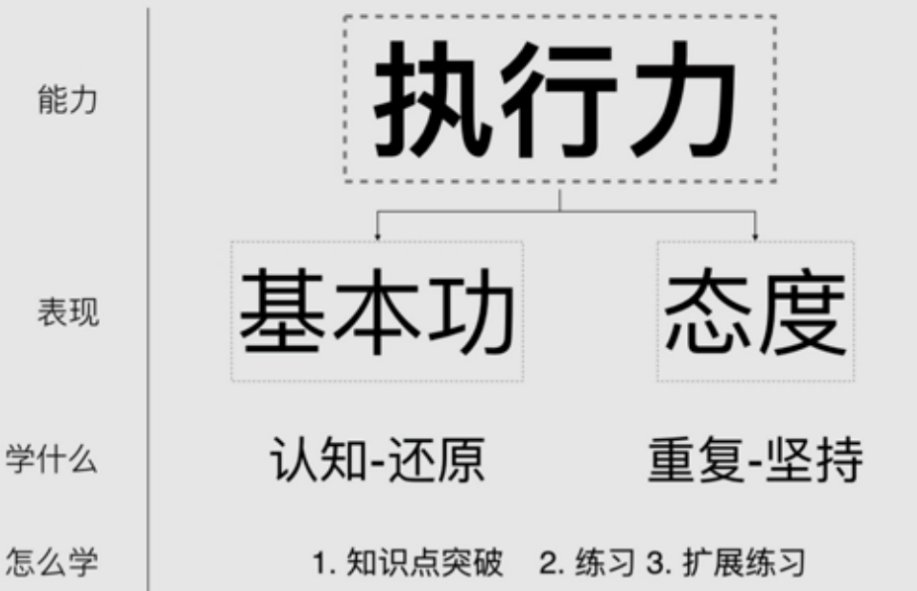 能力
执行力
表现
基本功
态度
学什么
认知-还原
重复-坚持
怎么学
1. 知识点突破 2. 练习 3. 扩展练习